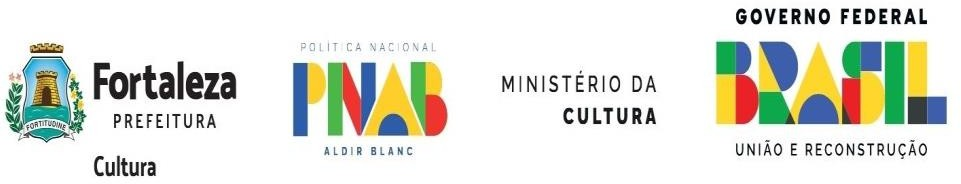 Fortaleza
PREFEITURA
Cultura
FORTITUDINE
POLÍTICA NACIONAL
PNAB
ALDIR BLANC
MINISTÉRIO DA
CULTURA
GOVERNO FEDERAL
BRASIL
UNIÃO E RECONSTRUÇÃO